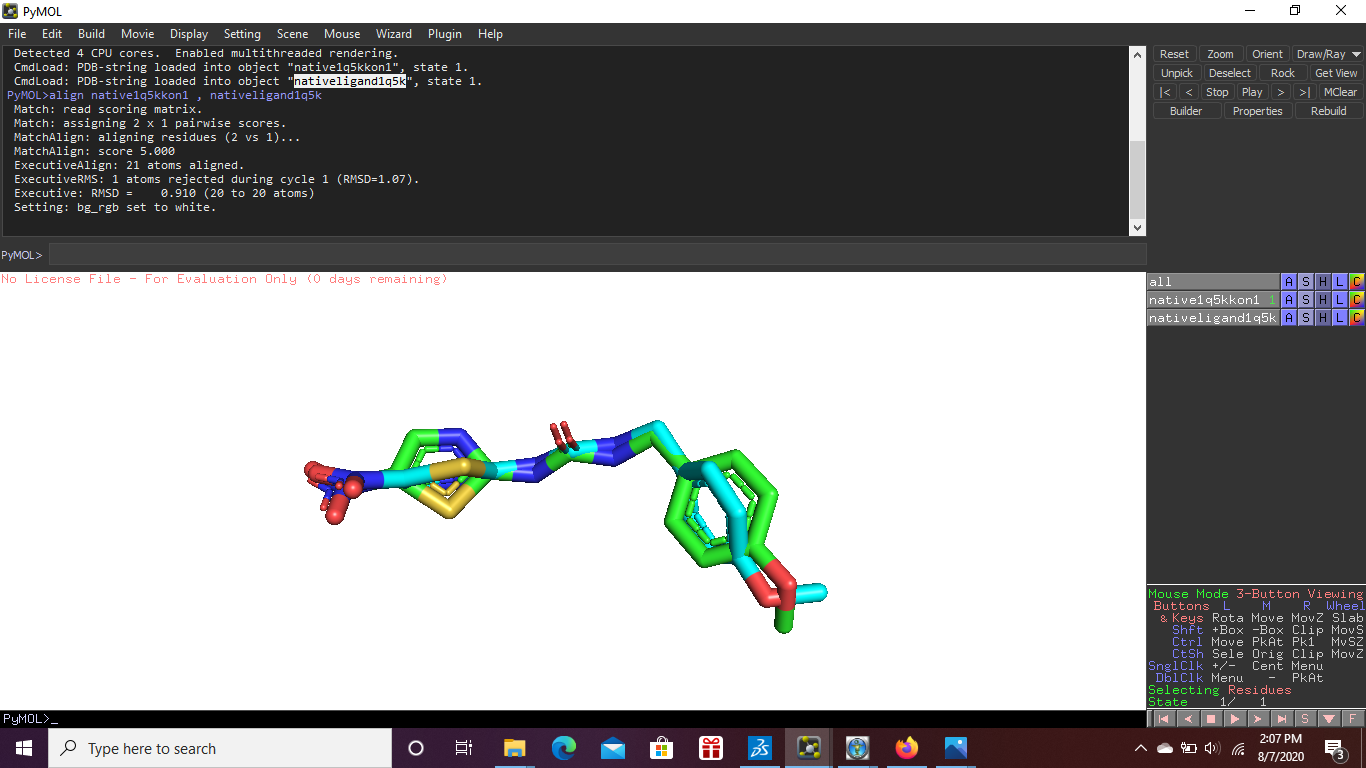 PyMOL
File Edit Build Movie Display Setting Scene Mouse Wizard Plugin Help
Detected 4 CPU cores.  Enabled multithreaded rendering.
CmdLoad: PDB-string loaded into object "native1q5kkon1", state 1.
CmdLoad: PDB-string loaded into object "nativeligand1q5k", state 1.
PyMOL>align native1q5kkon1 , nativeligand1q5k
Match: read scoring matrix.
Match: assigning 2 x 1 pairwise scores.
MatchAlign: aligning residues (2 vs 1)...
MatchAlign: score 5.000
ExecutiveAlign: 21 atoms aligned.
ExecutiveRMS: 1 atoms rejected during cycle 1 (RMSD=1.07).
Executive: RMSD =    0.910 (20 to 20 atoms)
Setting: bg_rgb set to white.
Reset Zoom Orient Draw/Ray
Unpick Deselect Rock Get View
|< < Stop Play > >| MClear
Builder Properties Rebuild
PyMOL>
No License File - For Evaluation Only (0 days remaining)
all A S H L C
native1q5kkon1 1 A S H L C
nativeligand1q5k A S H L C
Mouse Mode 3-Button Viewing
Buttons L M R Wheel
& Keys Rota Move MovZ Slab
Shft +Box -Box Clip MovS
Ctrl Move PkAt Pk1 MvSZ
CtSh Sele Orig Clip MovZ
SnglClk +/- Cent Menu
DblClk Menu - PkAt
Selecting Residues
State 1/ 1
PyMOL>_
S F
Type here to search
2:07 PM
8/7/2020
3